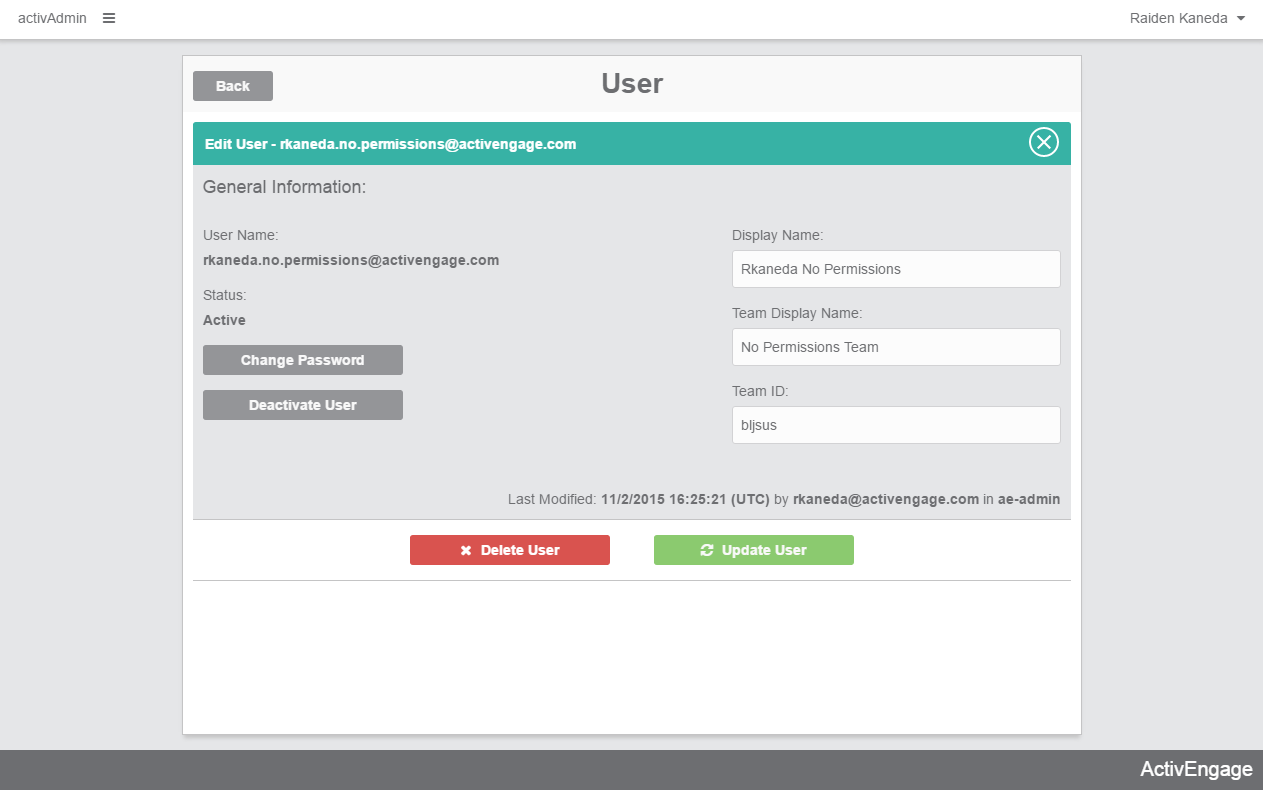 activAdmin
Raiden Kaneda
Back
User
Edit User - rkaneda.no.permissions@activengage.com
General Information:
User Name:
rkaneda.no.permissions@activengage.com
Status:
Active
Change Password
Deactivate User
Display Name:
Rkaneda No Permissions
Team Display Name:
No Permissions Team
Team ID:
bljsus
Last Modified: 11/2/2015 16:25:21 (UTC) by rkaneda@activengage.com in ae-admin
Delete User
Update User
ActivEngage